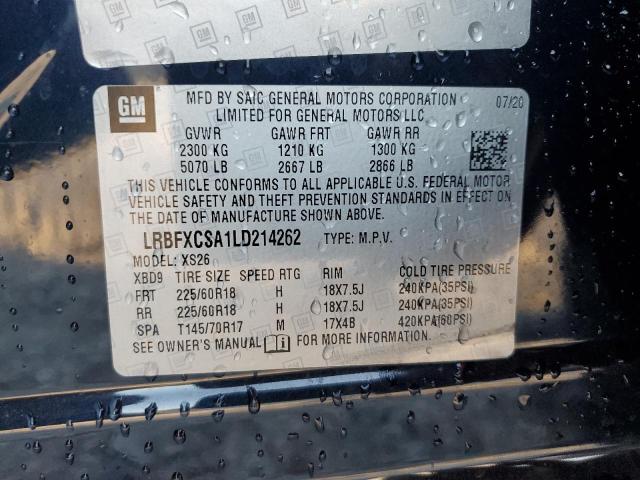 GM
MFD BY SAIC GENERAL MOTORS CORPORATION 07/20
LIMITED FOR GENERAL MOTORS LLC
GVWR GAWR FRT GAWR RR
2300 KG 1210 KG 1300 KG
5070 LB 2667 LB 2866 LB
THIS VEHICLE CONFORMS TO ALL APPLICABLE U.S. FEDERAL MOTOR
VEHICLE SAFETY AND THEFT PREVENTION STANDARDS IN EFFECT ON
THE DATE OF MANUFACTURE SHOWN ABOVE.
LRBFXCSA1LD214262 TYPE: M.P.V.
MODEL: XS26
XBD9 TIRE SIZE SPEED RTG RIM COLD TIRE PRESSURE
FRT 225/60R18 H 18X7.5J 240KPA(35PSI)
RR 225/60R18 H 18X7.5J 240KPA(35PSI)
SPA T145/70R17 M 17X4B 420KPA(60PSI)
SEE OWNER'S MANUAL FOR MORE INFORMATION.